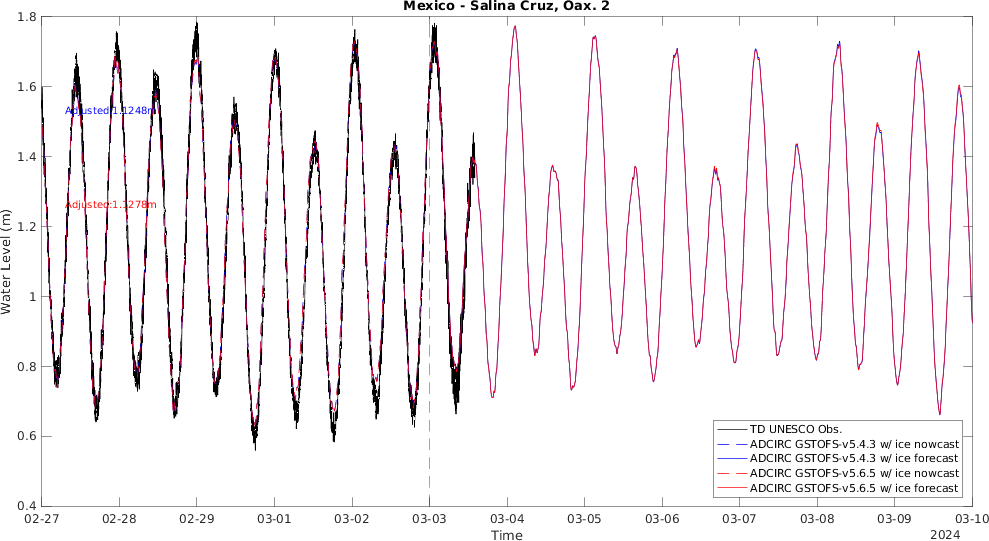 Mexico - Salina Cruz, Oax. 2
Water Level (m)
1.8
1.6
1.4
1.2
1
0.8
0.6
0.4
Adjusted:1.1248m
Adjusted:1.1278m
TD UNESCO Obs.
ADCIRC GSTOFS-v5.4.3 w/ ice nowcast
ADCIRC GSTOFS-v5.4.3 w/ ice forecast
ADCIRC GSTOFS-v5.6.5 w/ ice nowcast
ADCIRC GSTOFS-v5.6.5 w/ ice forecast
02-27 02-28 02-29 03-01 03-02 03-03 03-04 03-05 03-06 03-07 03-08 03-09 03-10
Time
2024